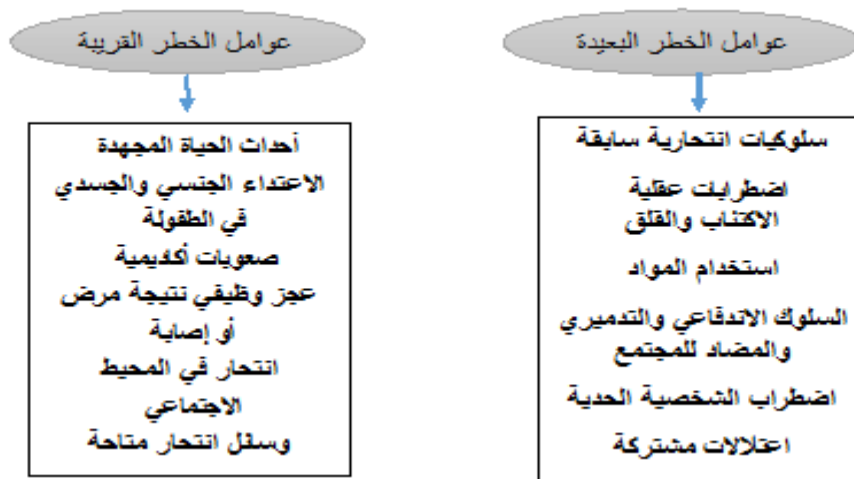 عوامل الخطر البعيدة
سلوكيات انتحارية سابقة
اضطرابات عقلية
الاكتئاب والقلق
استخدام المواد
السلوك الاندفاعي والتدميري
والمضاد للمجتمع
اضطراب الشخصية الحدية
اعتلالات مشتركة
عوامل الخطر القريبة
أحداث الحياة المجهدة
الاعتداء الجنسي والجسدي
في الطفولة
صعوبات أكاديمية
عجز وظيفي نتيجة مرض
أو إصابة
انتحار في المحيط
الاجتماعي
وسائل انتحار متاحة